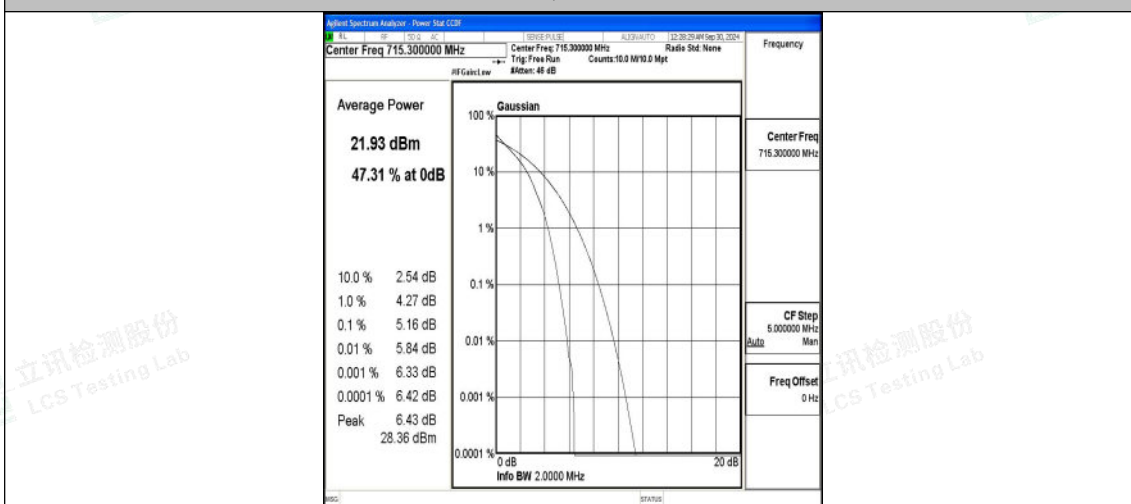 Agilent Spectrum Analyzer - Power Stat CCDF
RL RF 50 Ω AC SENSE:PULSE ALIGNAUTO 12:28:29 AM Sep 30, 2024
Center Freq 715.300000 MHz
Center Freq: 715.300000 MHz Radio Std: None
Trig: Free Run Counts:10.0 M/10.0 Mpt
#IFGain:Low #Atten: 46 dB
Frequency
Average Power
21.93 dBm
47.31 % at 0dB
10.0 % 2.54 dB
1.0 % 4.27 dB
0.1 % 5.16 dB
0.01 % 5.84 dB
0.001 % 6.33 dB
0.0001 % 6.42 dB
Peak 6.43 dB
28.36 dBm
Gaussian
100 %
10 %
1 %
0.1 %
0.01 %
0.001 %
0.0001 %
0 dB 20 dB
Info BW 2.0000 MHz
Center Freq
715.300000 MHz
CF Step
5.000000 MHz
Auto Man
Freq Offset
0 Hz
MSG STATUS
立讯检测股份
LCS Testing Lab
立讯检测股份
LCS Testing Lab